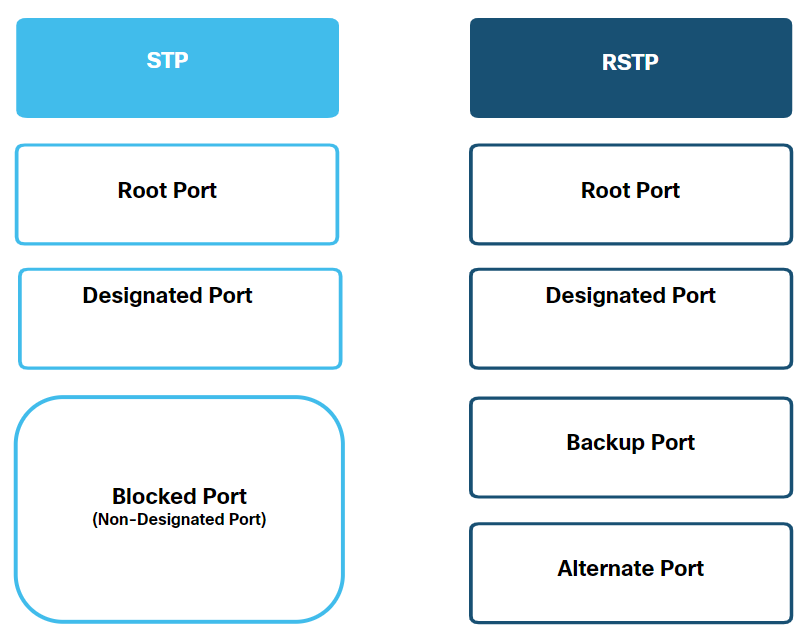 STP
RSTP
Root Port
Root Port
Designated Port
Designated Port
Blocked Port
(Non-Designated Port)
Backup Port
Alternate Port